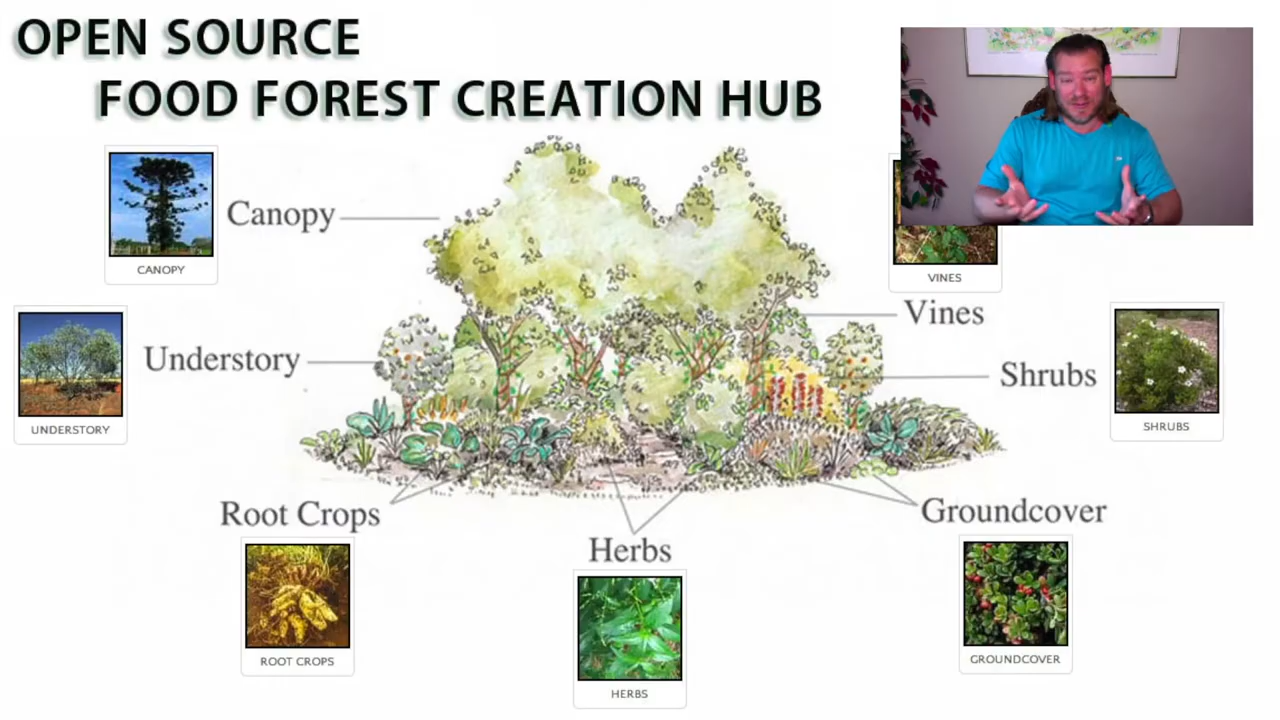 OPEN SOURCE
FOOD FOREST CREATION HUB
CANOPY
Canopy
VINES
Vines
UNDERSTORY
Understory
Shrubs
SHRUBS
Root Crops
Groundcover
Herbs
ROOT CROPS
GROUNDCOVER
HERBS